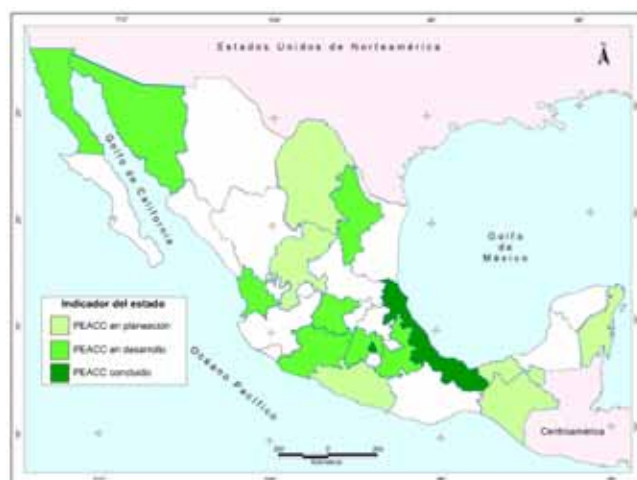 Estados Unidos de Norteamérica
Golfo de California
Golfo
de
México
Indicador del estado
PEACC en planeación
PEACC en desarrollo
PEACC concluido
Océano Pacífico
Centroamérica